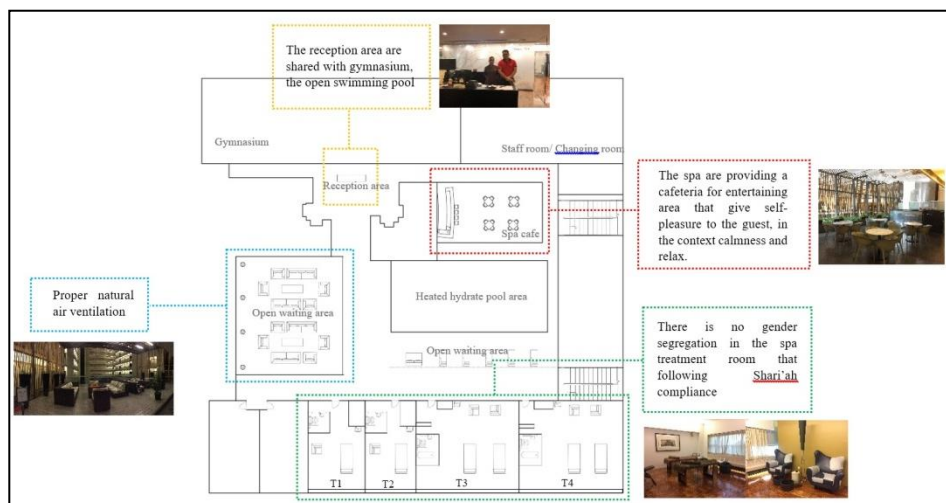 The reception area are
shared with gymnasium,
the open swimming pool
Gymnasium
Staff room/ Changing room
Reception area
The spa are providing a
cafeteria for entertaining
area that give self-
pleasure to the guest, in
the context calmness and
relax.
Spa cafe
Proper natural
air ventilation
Open waiting area
Heated hydrate pool area
Open waiting area
There is no gender
segregation in the spa
treatment room that
following Shari’ah
compliance
T1
T2
T3
T4